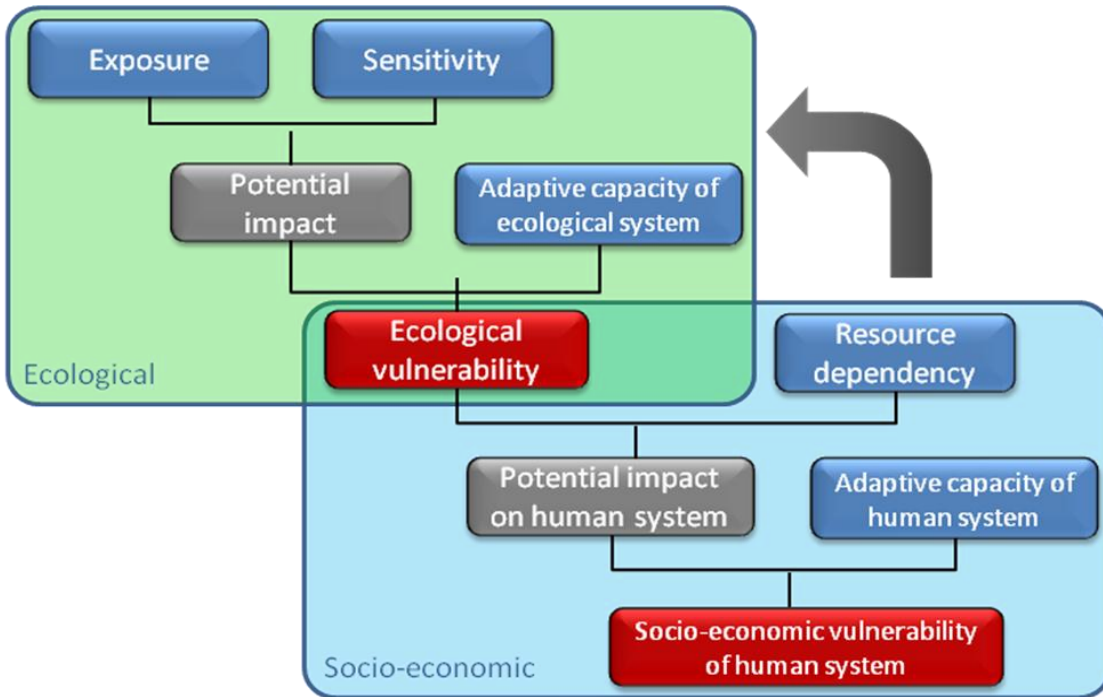 Exposure
Sensitivity
Potential
impact
Adaptive capacity of
ecological system
Ecological
vulnerability
Ecological
Resource
dependency
Potential impact
on human system
Adaptive capacity of
human system
Socio-economic vulnerability
of human system
Socio-economic